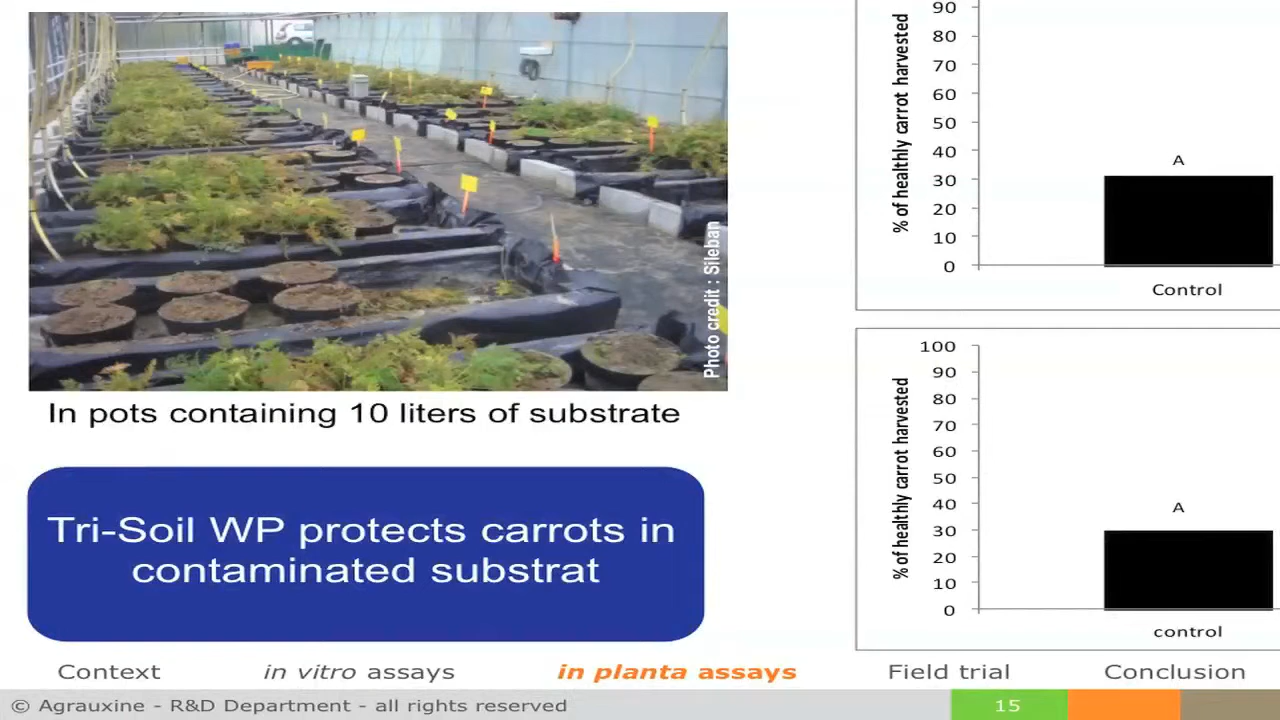 Photo credit : Sileban
In pots containing 10 liters of substrate
Tri-Soil WP protects carrots in
contaminated substrat
% of healhly carrot harvested
90
80
70
60
50
40
30
20
10
0
A
Control
% of healhly carrot harvested
100
90
80
70
60
50
40
30
20
10
0
A
control
Context in vitro assays in planta assays Field trial Conclusion
© Agrauxine - R&D Department - all rights reserved 15